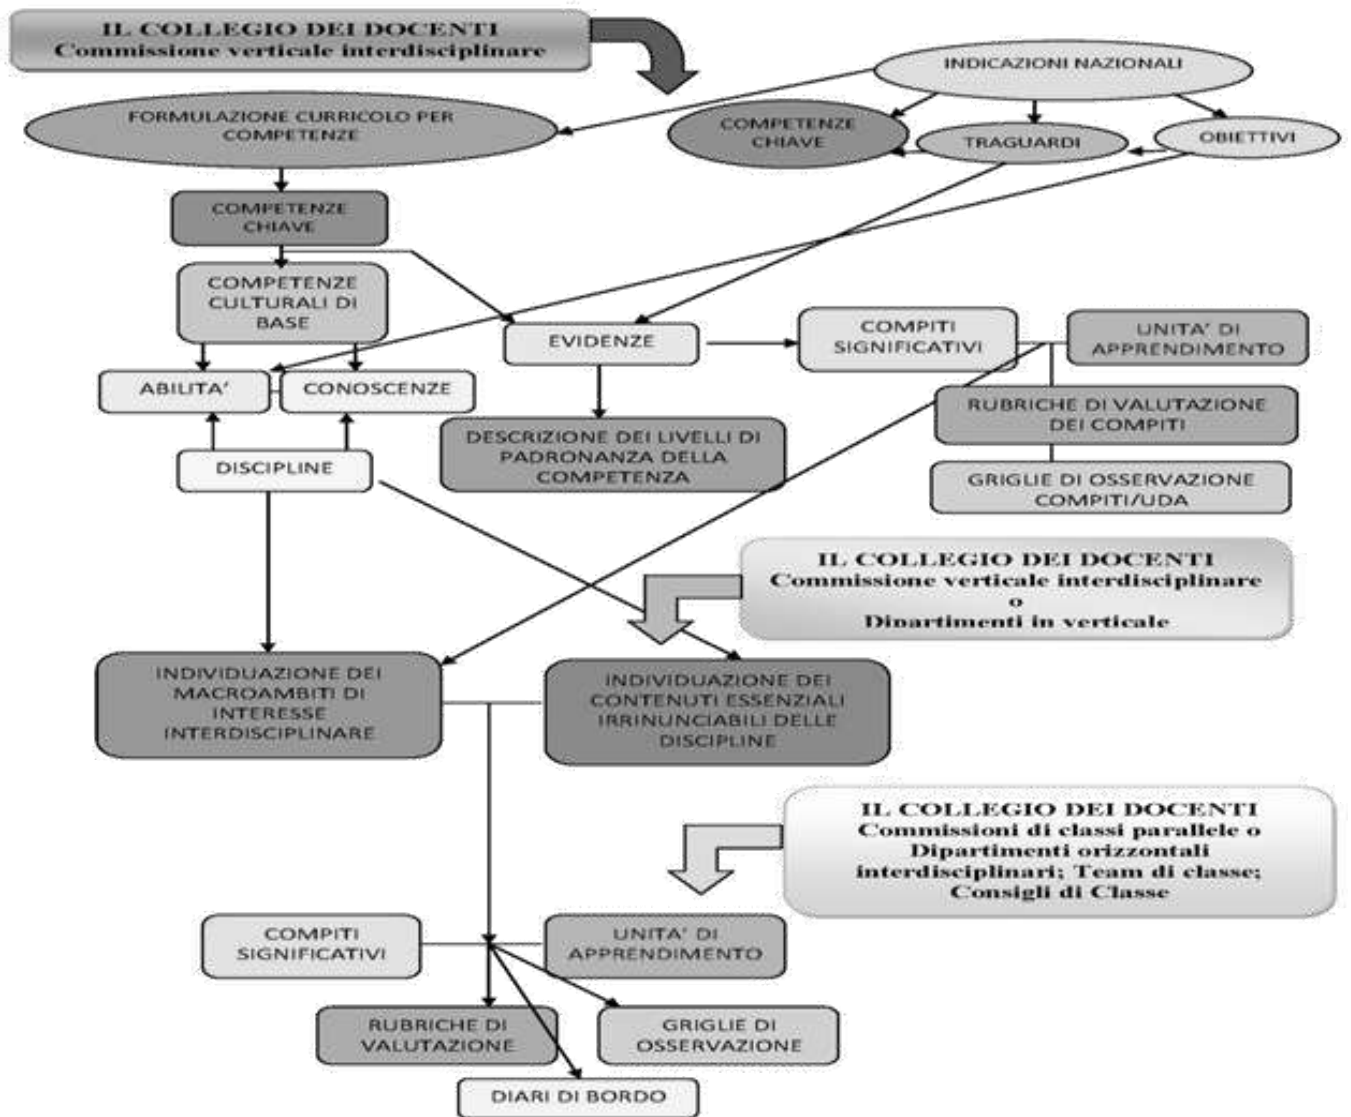 IL COLLEGIO DEI DOCENTI
Commissione verticale interdisciplinare
INDICAZIONI NAZIONALI
FORMULAZIONE CURRICOLO PER
COMPETENZE
COMPETENZE
CHIAVE
TRAGUARDI
OBIETTIVI
COMPETENZE
CHIAVE
COMPETENZE
CULTURALI DI
BASE
EVIDENZE
COMPITI
SIGNIFICATIVI
UNITA' DI
APPRENDIMENTO
ABILITA'
CONOSCENZE
RUBRICHE DI VALUTAZIONE
DEI COMPITI
DESCRIZIONE DEI LIVELLI DI
PADRONANZA DELLA
COMPETENZA
DISCIPLINE
GRIGLIE DI OSSERVAZIONE
COMPITI/UDA
IL COLLEGIO DEI DOCENTI
Commissione verticale interdisciplinare
o
Dipartimenti in verticale
INDIVIDUAZIONE DEI
MACROAMBITI DI
INTERESSE
INTERDISCIPLINARE
INDIVIDUAZIONE DEI
CONTENUTI ESSENZIALI
IRRINUNCIABILI DELLE
DISCIPLINE
IL COLLEGIO DEI DOCENTI
Commissioni di classi parallele o
Dipartimenti orizzontali
interdisciplinari; Team di classe;
Consigli di Classe
COMPITI
SIGNIFICATIVI
UNITA' DI
APPRENDIMENTO
RUBRICHE DI
VALUTAZIONE
GRIGLIE DI
OSSERVAZIONE
DIARI DI BORDO